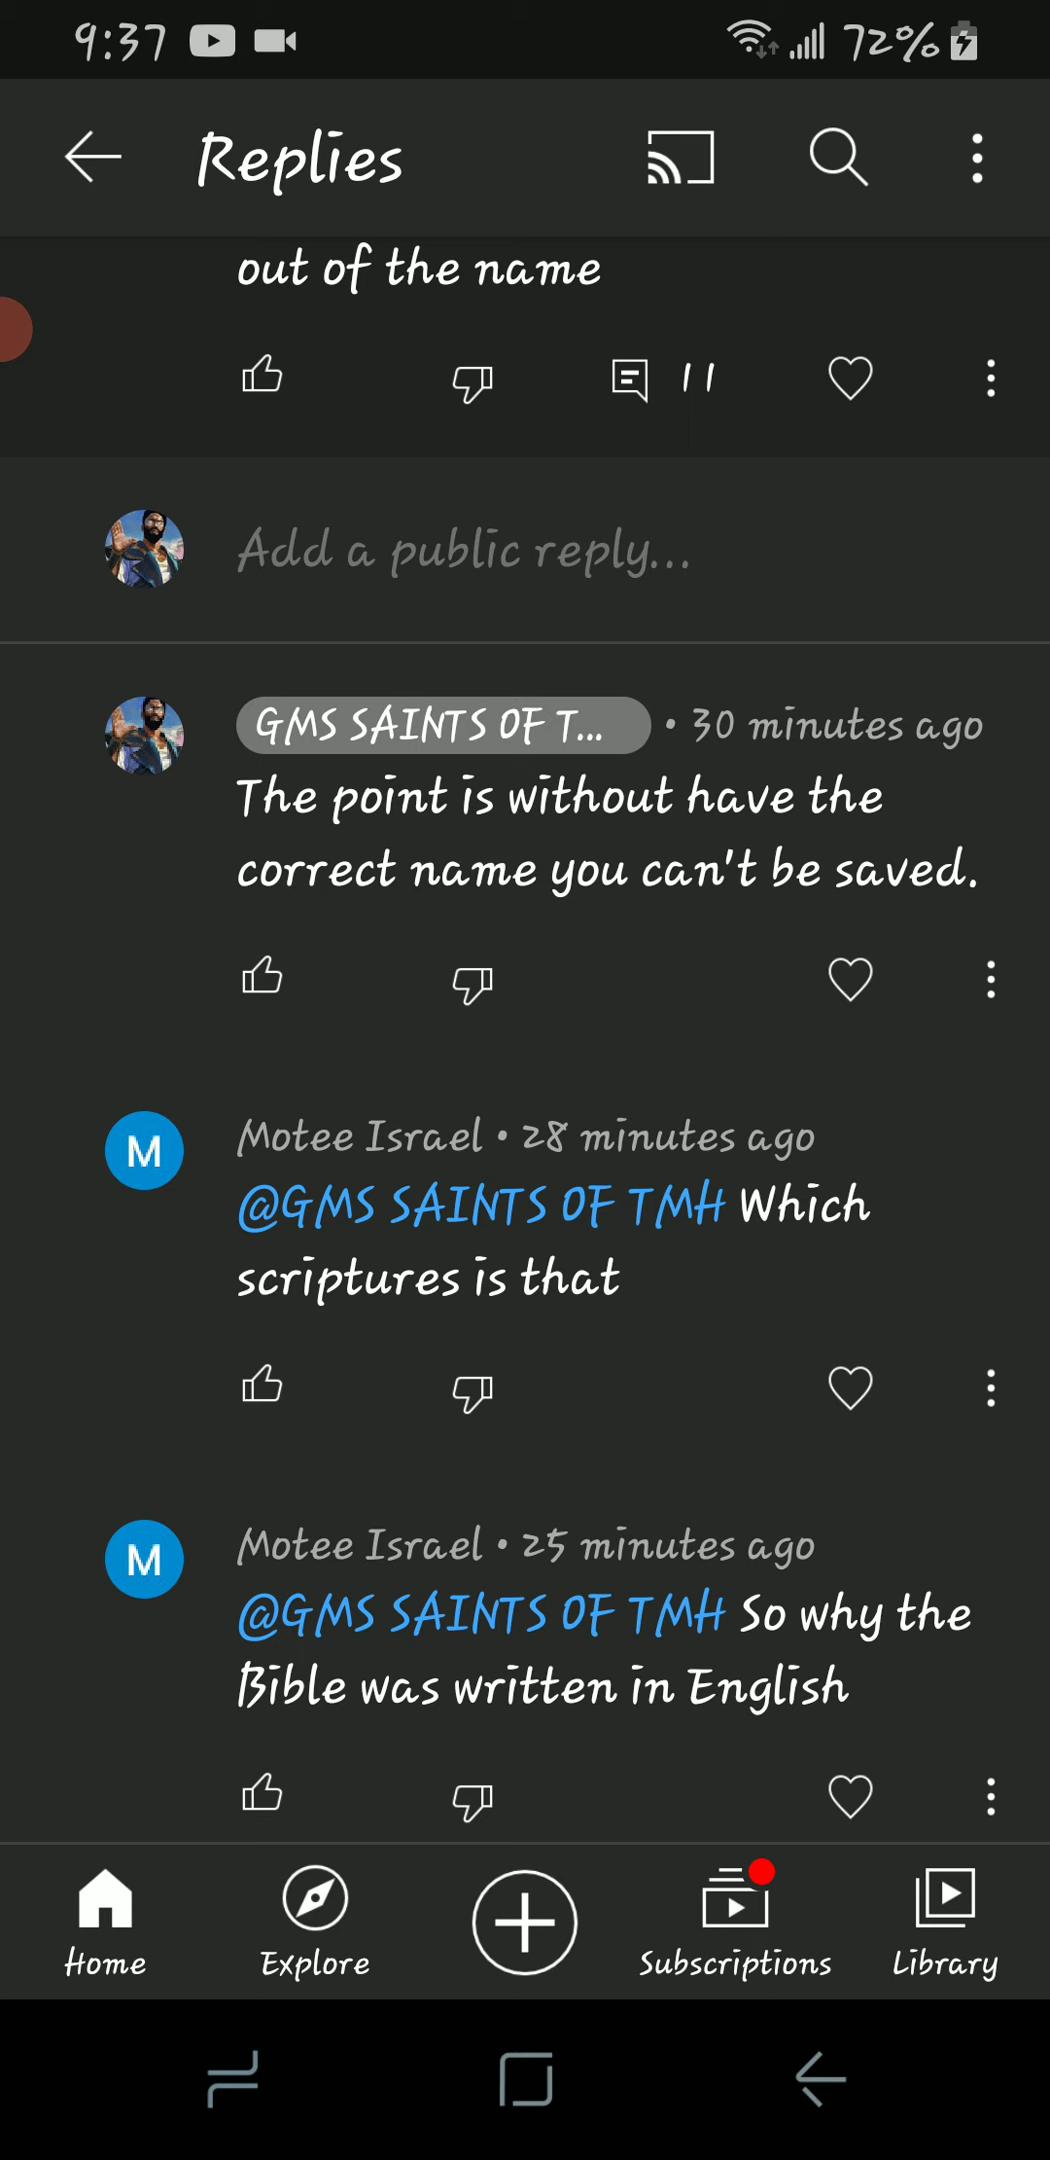 9:37 72%
Replies
out of the name
11
Add a public reply...
GMS SAINTS OF T... • 30 minutes ago
The point is without have the
correct name you can't be saved.
M Motee Israel • 28 minutes ago
@GMS SAINTS OF TMH Which
scriptures is that
M Motee Israel • 25 minutes ago
@GMS SAINTS OF TMH So why the
Bible was written in English
Home Explore Subscriptions Library